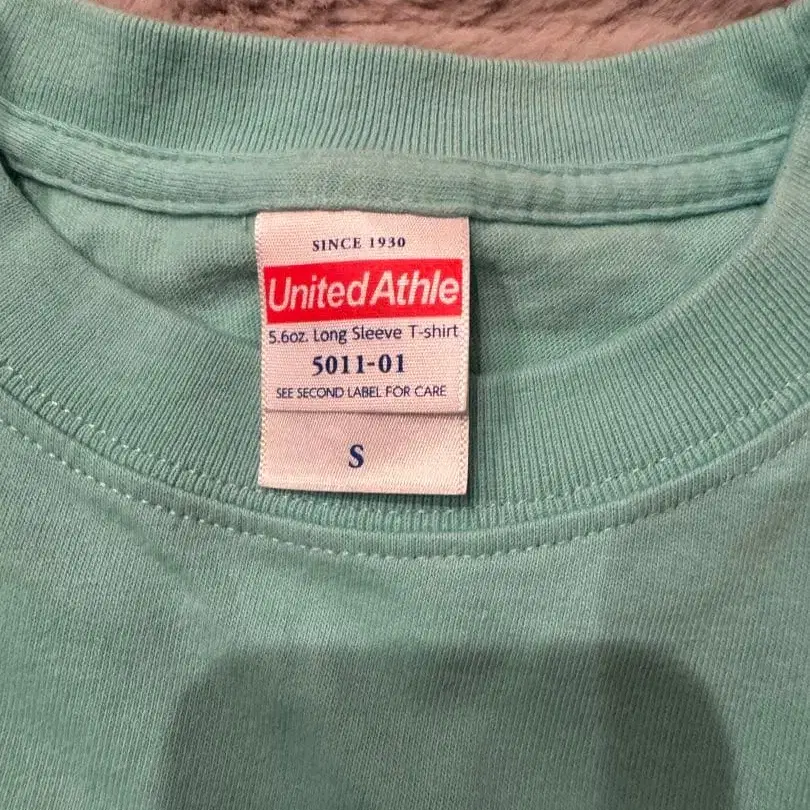 SINCE 1930
United Athle
5.6oz. Long Sleeve T-shirt
5011-01
SEE SECOND LABEL FOR CARE
S